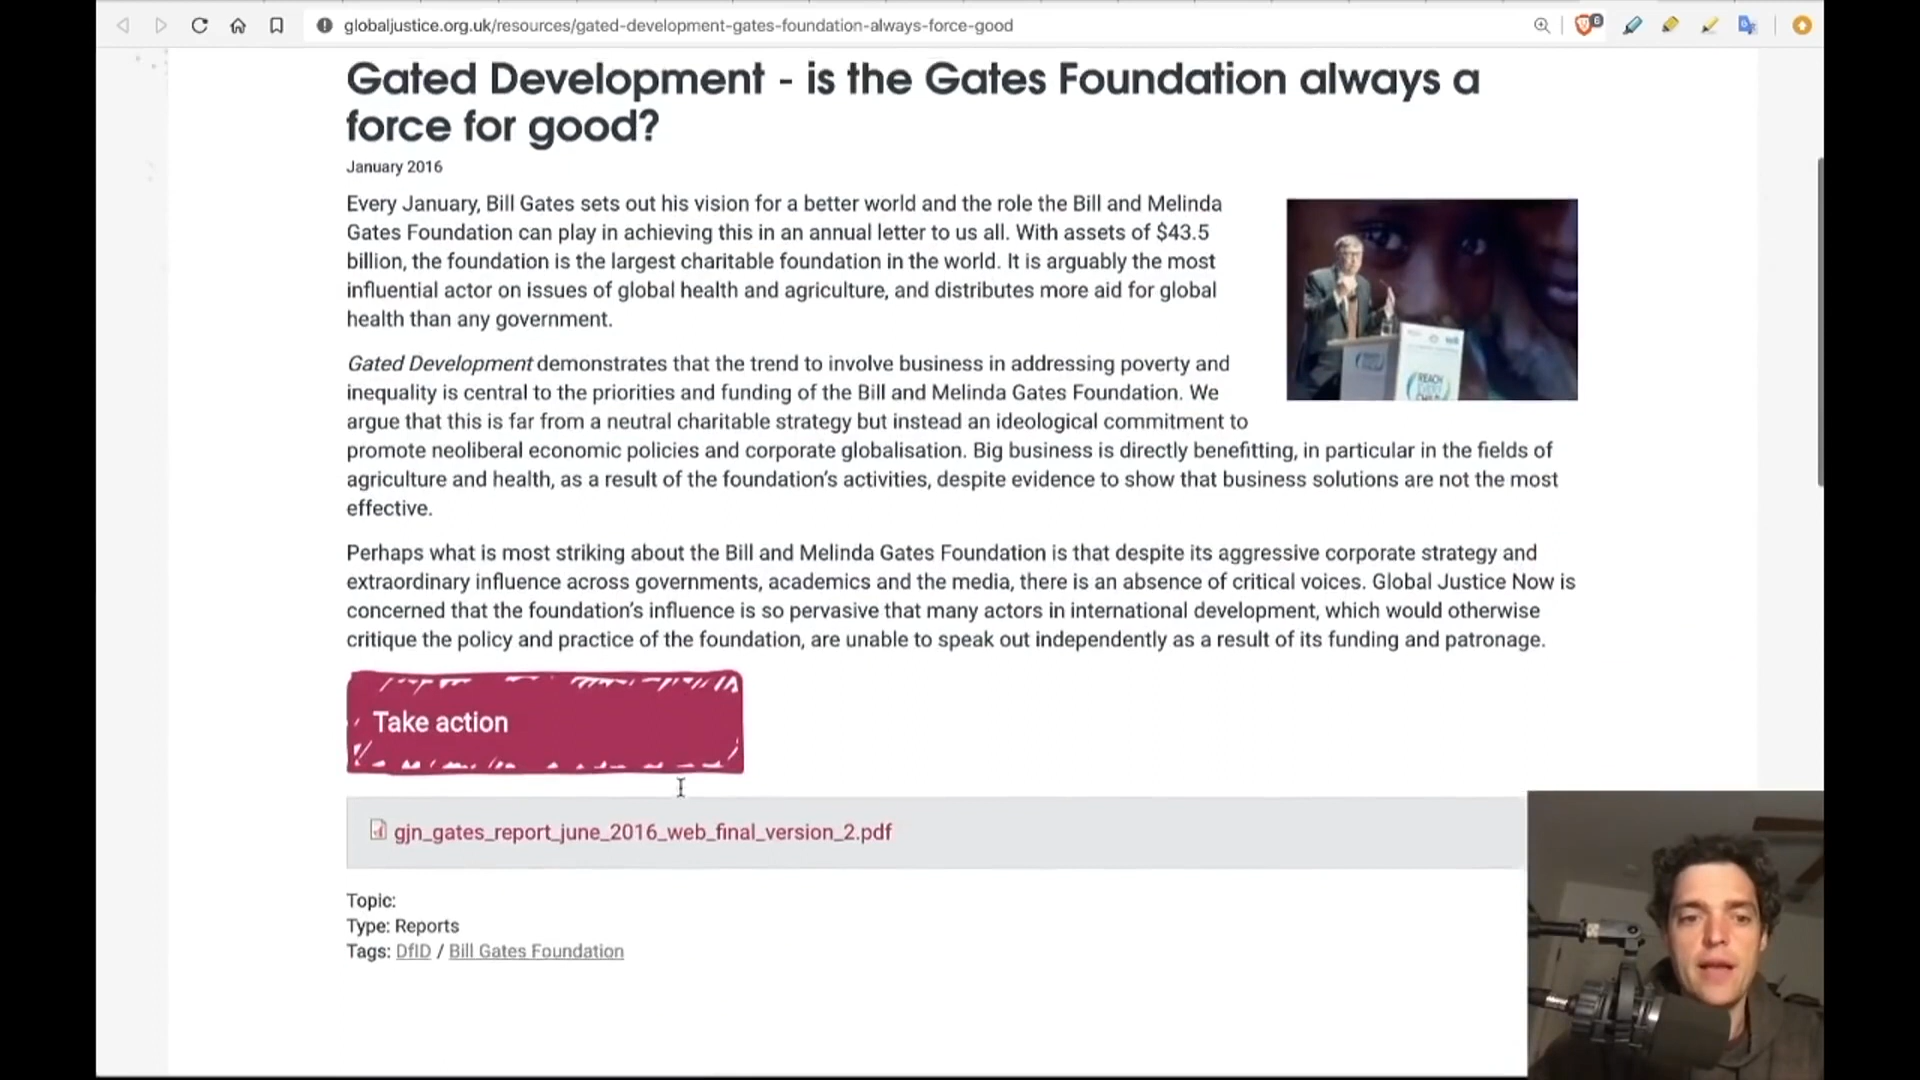 globaljustice.org.uk/resources/gated-development-gates-foundation-always-force-good
6
Gated Development - is the Gates Foundation always a
force for good?
January 2016
Every January, Bill Gates sets out his vision for a better world and the role the Bill and Melinda
Gates Foundation can play in achieving this in an annual letter to us all. With assets of $43.5
billion, the foundation is the largest charitable foundation in the world. It is arguably the most
influential actor on issues of global health and agriculture, and distributes more aid for global
health than any government.
REACH
EVERY
CHILD
Gated Development demonstrates that the trend to involve business in addressing poverty and
inequality is central to the priorities and funding of the Bill and Melinda Gates Foundation. We
argue that this is far from a neutral charitable strategy but instead an ideological commitment to
promote neoliberal economic policies and corporate globalisation. Big business is directly benefitting, in particular in the fields of
agriculture and health, as a result of the foundation's activities, despite evidence to show that business solutions are not the most
effective.
Perhaps what is most striking about the Bill and Melinda Gates Foundation is that despite its aggressive corporate strategy and
extraordinary influence across governments, academics and the media, there is an absence of critical voices. Global Justice Now is
concerned that the foundation's influence is so pervasive that many actors in international development, which would otherwise
critique the policy and practice of the foundation, are unable to speak out independently as a result of its funding and patronage.
Take action
gjn_gates_report_june_2016_web_final_version_2.pdf
Topic:
Type: Reports
Tags: DfID / Bill Gates Foundation